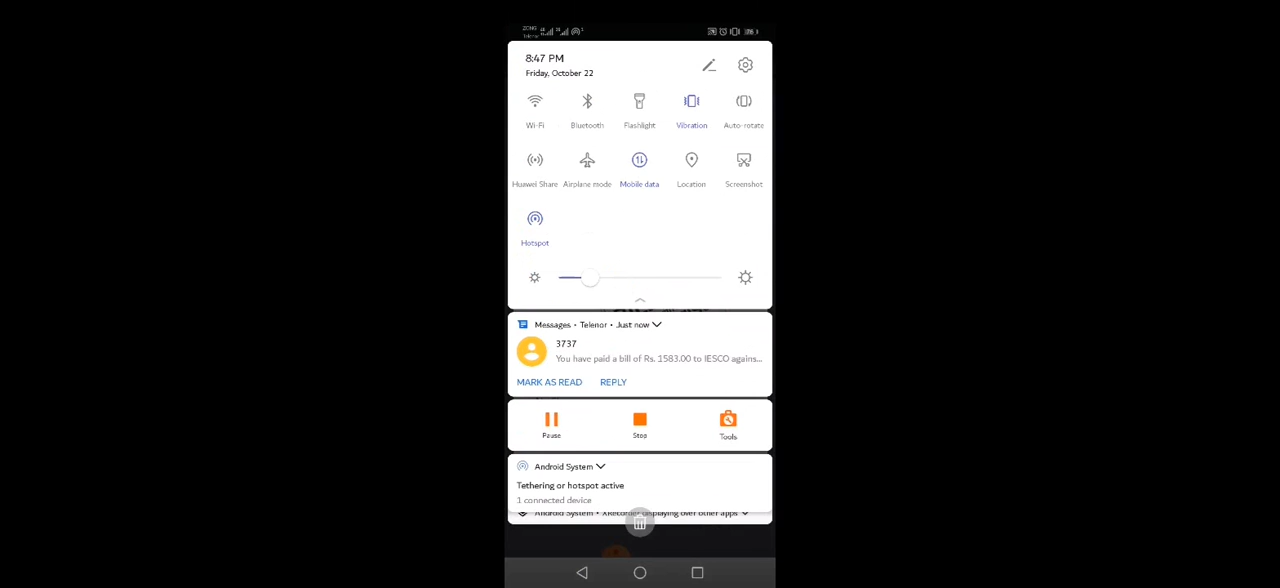 ZONG
Telenor
8:47 PM
Friday, October 22
Wi-Fi Bluetooth Flashlight Vibration Auto-rotate
Huawei Share Airplane mode Mobile data Location Screenshot
Hotspot
Messages • Telenor • Just now
3737
You have paid a bill of Rs. 1583.00 to IESCO agains...
MARK AS READ REPLY
Pause Stop Tools
Android System
Tethering or hotspot active
1 connected device
Android System • XRecorder displaying over other apps